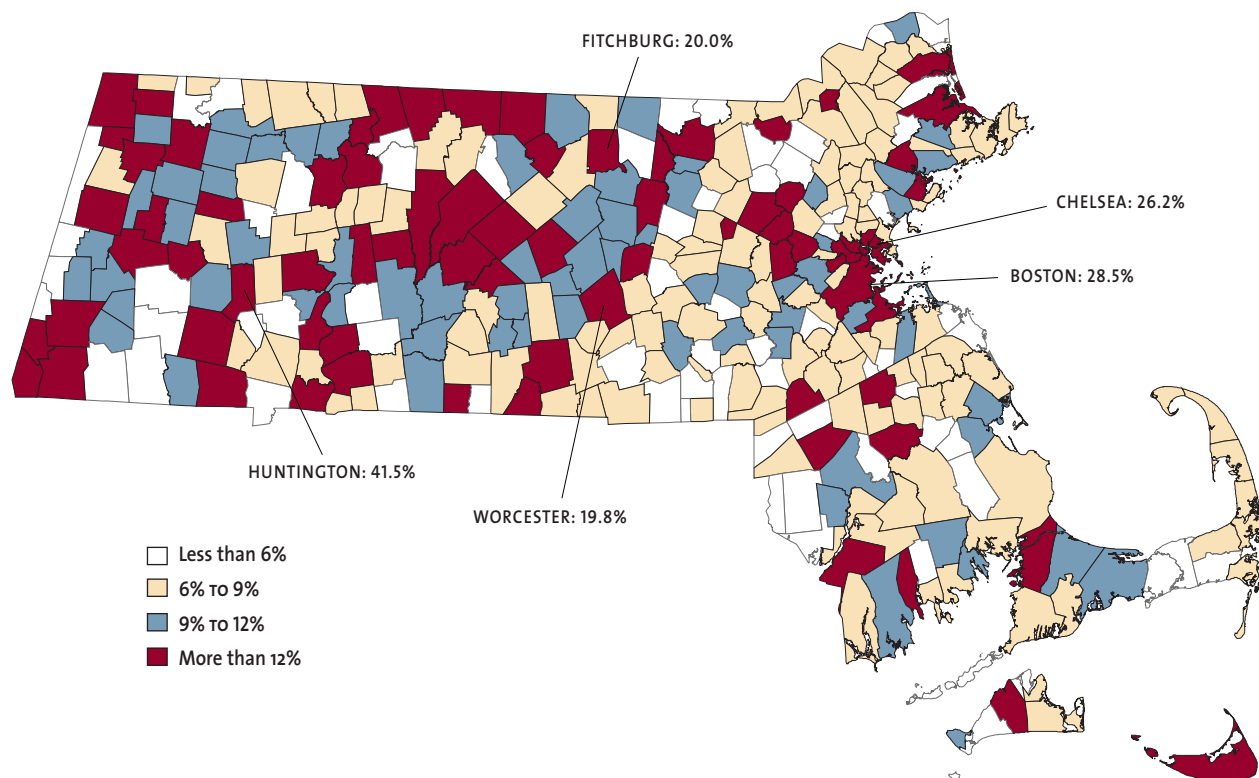 FITCHBURG: 20.0%
CHELSEA: 26.2%
BOSTON: 28.5%
HUNTINGTON: 41.5%
WORCESTER: 19.8%
Less than 6%
6% TO 9%
9% TO 12%
More than 12%